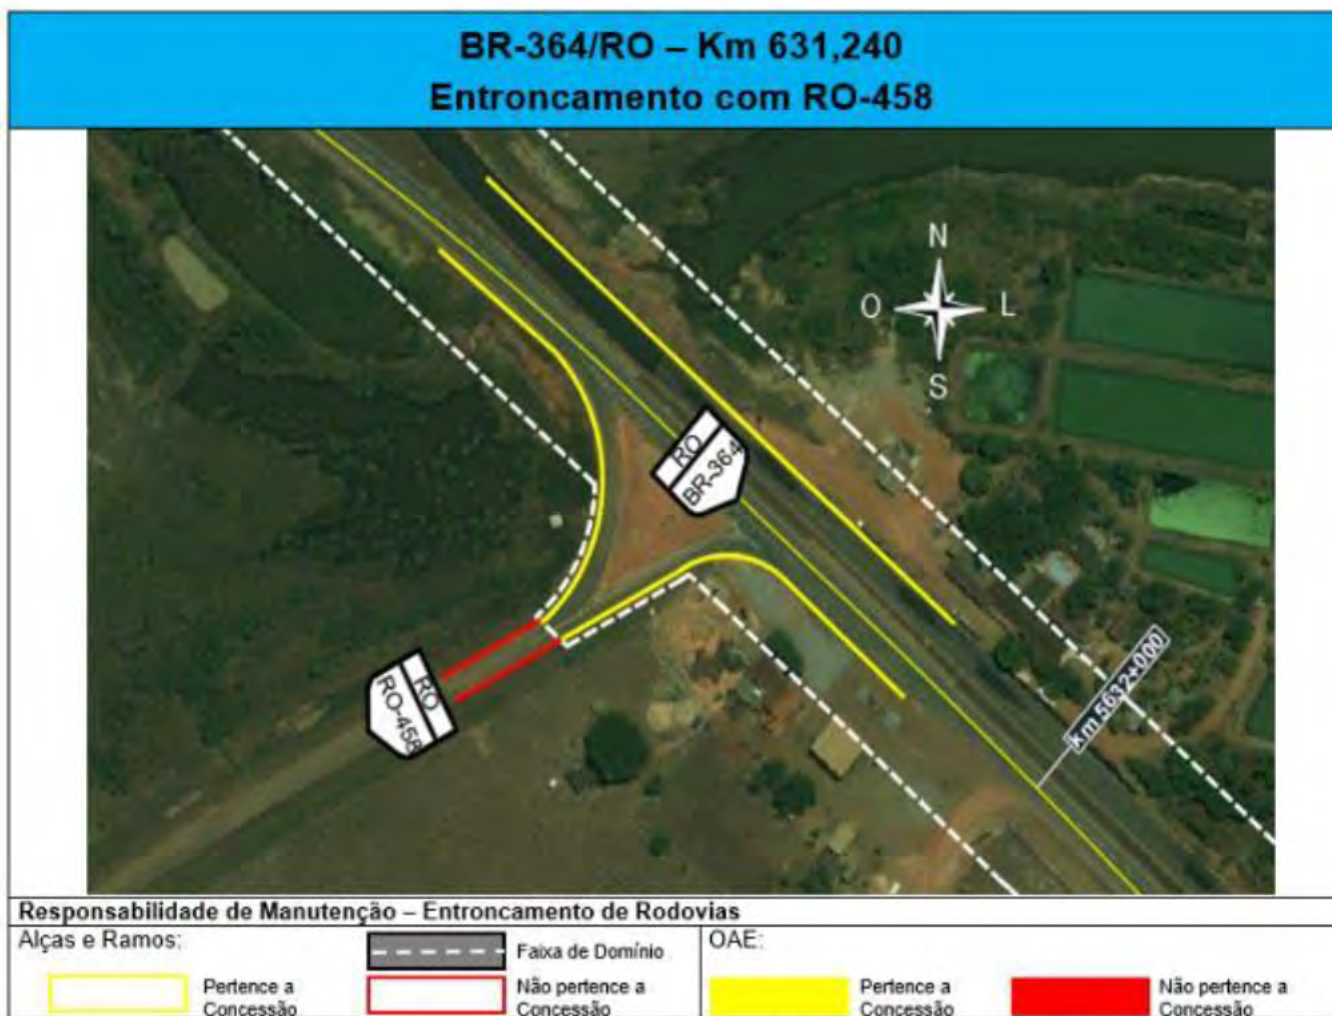 BR-364/RO – Km 631,240
Entroncamento com RO-458
N
O
L
S
RO
BR-364
Km 5632+000
RO
RO-458
Responsabilidade de Manutenção – Entroncamento de Rodovias
Alças e Ramos:
Faixa de Domínio
OAE:
Pertence a
Concessão
Não pertence a
Concessão
Pertence a
Concessão
Não pertence a
Concessão